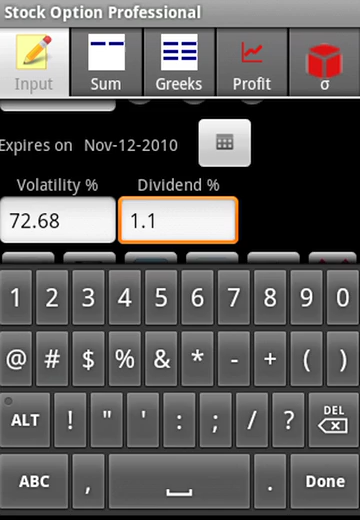 Stock Option Professional
Input Sum Greeks Profit σ
Expires on Nov-12-2010
Volatility % Dividend %
72.68 1.1
1 2 3 4 5 6 7 8 9 0
@ # $ % & * - + ( )
ALT ! " ' : ; / ? DEL
ABC , . Done